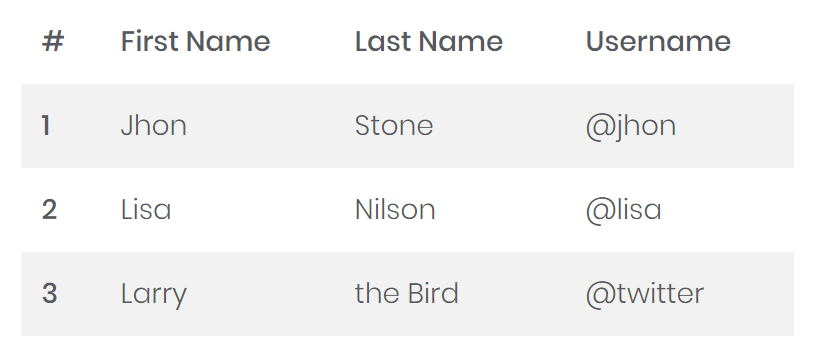 # First Name Last Name Username
1 Jhon Stone @jhon
2 Lisa Nilson @lisa
3 Larry the Bird @twitter